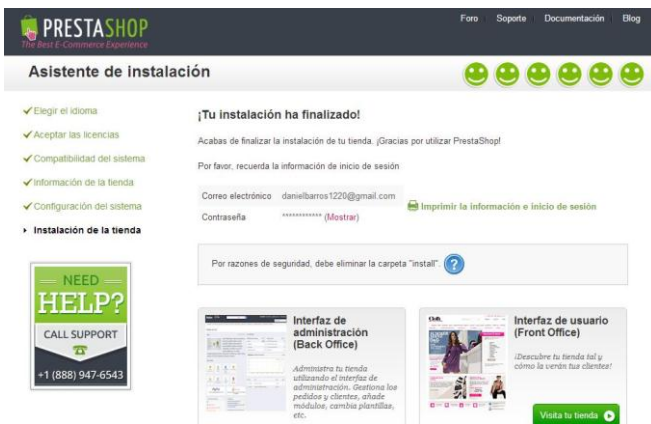 PRESTASHOP
The Best E-Commerce Experience
Foro Soporte Documentación Blog
Asistente de instalación
Elegir el idioma
Aceptar las licencias
Compatibilidad del sistema
Información de la tienda
Configuración del sistema
Instalación de la tienda
NEED
HELP?
CALL SUPPORT
+1 (888) 947-6543
¡Tu instalación ha finalizado!
Acabas de finalizar la instalación de tu tienda. ¡Gracias por utilizar PrestaShop!
Por favor, recuerda la información de inicio de sesión
Correo electrónico danielbarros1220@gmail.com
Contraseña ************ (Mostrar)
Imprimir la información e inicio de sesión
Por razones de seguridad, debe eliminar la carpeta "install". ?
Interfaz de
administración
(Back Office)
Administra tu tienda
utilizando el interfaz de
administración. Gestiona los
pedidos y clientes, añade
módulos, cambia plantillas,
etc.
Interfaz de usuario
(Front Office)
¡Descubre tu tienda tal y
cómo la verán tus clientes!
Visita tu tienda